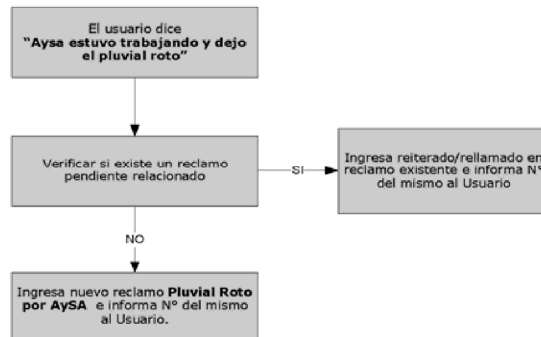 El usuario dice
“Aysa estuvo trabajando y dejo
el pluvial roto”
Verificar si existe un reclamo
pendiente relacionado
SI
Ingresa reiterado/rellamado en
reclamo existente e informa N°
del mismo al Usuario
NO
Ingresa nuevo reclamo Pluvial Roto
por AySA e informa N° del mismo
al Usuario.